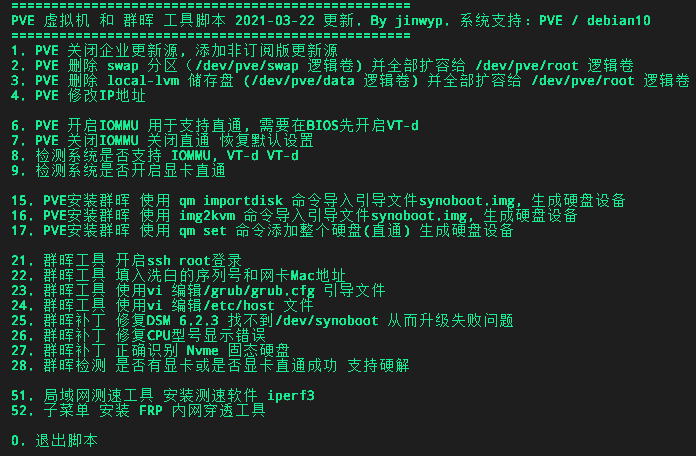 ==================================================
PVE 虚拟机 和 群晖 工具脚本 2021-03-22 更新. By jinwyp. 系统支持: PVE / debian10
==================================================
1. PVE 关闭企业更新源, 添加非订阅版更新源
2. PVE 删除 swap 分区（/dev/pve/swap 逻辑卷) 并全部扩容给 /dev/pve/root 逻辑卷
3. PVE 删除 local-lvm 储存盘 (/dev/pve/data 逻辑卷) 并全部扩容给 /dev/pve/root 逻辑卷
4. PVE 修改IP地址
6. PVE 开启IOMMU 用于支持直通, 需要在BIOS先开启VT-d
7. PVE 关闭IOMMU 关闭直通 恢复默认设置
8. 检测系统是否支持 IOMMU, VT-d VT-d
9. 检测系统是否开启显卡直通
15. PVE安装群晖 使用 qm importdisk 命令导入引导文件synoboot.img, 生成硬盘设备
16. PVE安装群晖 使用 img2kvm 命令导入引导文件synoboot.img, 生成硬盘设备
17. PVE安装群晖 使用 qm set 命令添加整个硬盘(直通) 生成硬盘设备
21. 群晖工具 开启ssh root登录
22. 群晖工具 填入洗白的序列号和网卡Mac地址
23. 群晖工具 使用vi 编辑/grub/grub.cfg 引导文件
24. 群晖工具 使用vi 编辑/etc/host 文件
25. 群晖补丁 修复DSM 6.2.3 找不到/dev/synoboot 从而升级失败问题
26. 群晖补丁 修复CPU型号显示错误
27. 群晖补丁 正确识别 Nvme 固态硬盘
28. 群晖检测 是否有显卡或是否显卡直通成功 支持硬解
51. 局域网测速工具 安装测速软件 iperf3
52. 子菜单 安装 FRP 内网穿透工具
0. 退出脚本